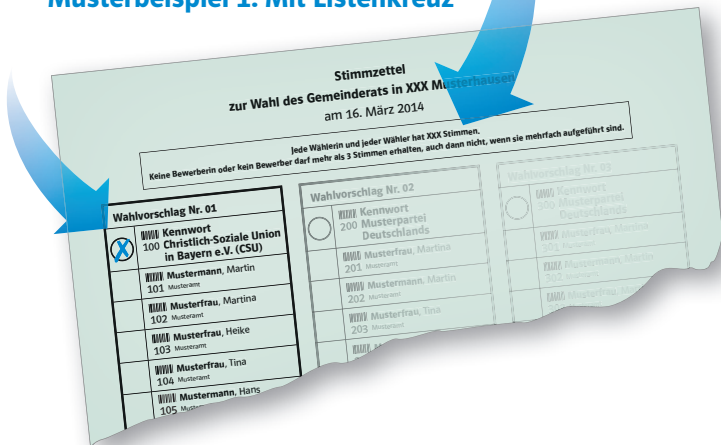 Musterbeispiel 1: Mit Listenkreuz
Stimmzettel
zur Wahl des Gemeinderats in XXX Musterhausen
am 16. März 2014
Jede Wählerin und jeder Wähler hat XXX Stimmen.
Keine Bewerberin oder kein Bewerber darf mehr als 3 Stimmen erhalten, auch dann nicht, wenn sie mehrfach aufgeführt sind.
Wahlvorschlag Nr. 01
Kennwort
100 Christlich-Soziale Union
in Bayern e.V. (CSU)
X
Mustermann, Martin
101 Musteramt
Musterfrau, Martina
102 Musteramt
Musterfrau, Heike
103 Musteramt
Musterfrau, Tina
104 Musteramt
Mustermann, Hans
105
Wahlvorschlag Nr. 02
Kennwort
200 Musterpartei
Deutschlands
Musterfrau, Martina
201 Musteramt
Mustermann, Martin
202 Musteramt
Musterfrau, Tina
203 Musteramt
Wahlvorschlag Nr. 03
Kennwort
300 Musterpartei
Deutschlands
Musterfrau, Martina
301 Musteramt
Mustermann, Martin
302 Musteramt